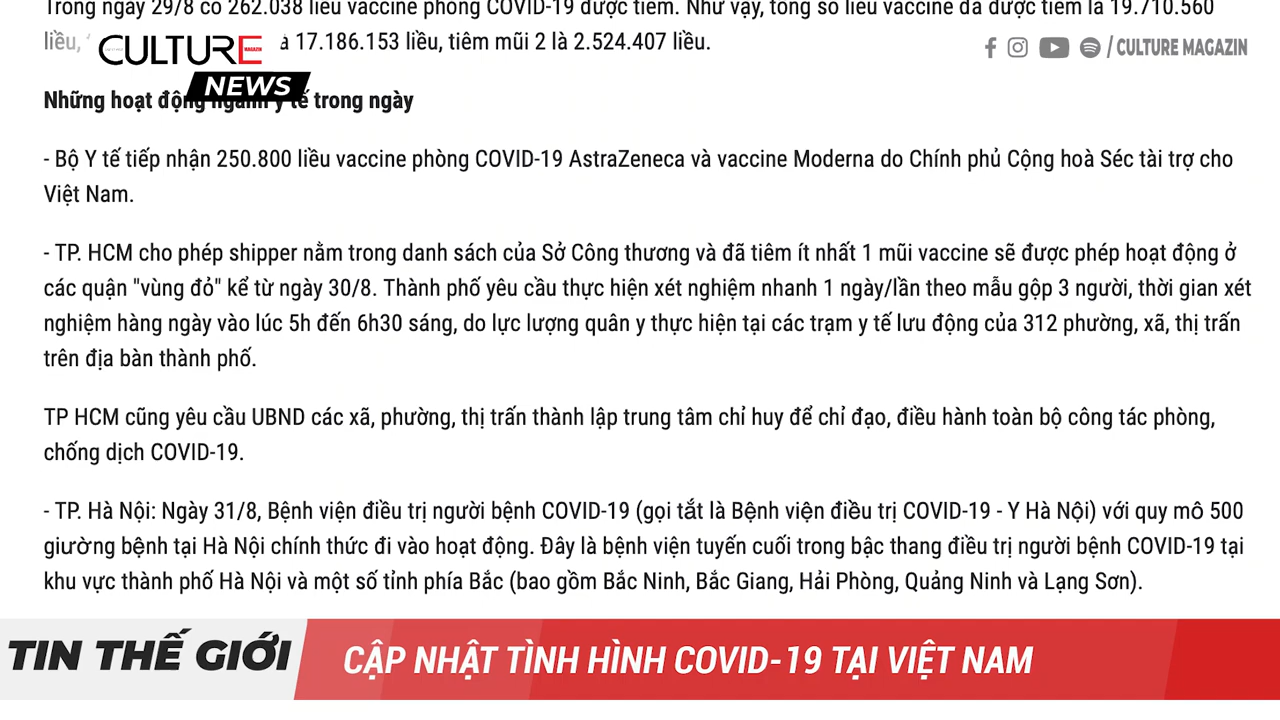 Trong ngày 29/8 có 262.038 liều vaccine phòng COVID-19 được tiêm. Như vậy, tổng số liều vaccine đã được tiêm là 19.710.560
liều, 17.186.153 liều, tiêm mũi 2 là 2.524.407 liều.
CULTURE MAGAZIN
NEWS
/ CULTURE MAGAZIN
Những hoạt động ngành y tế trong ngày
- Bộ Y tế tiếp nhận 250.800 liều vaccine phòng COVID-19 AstraZeneca và vaccine Moderna do Chính phủ Cộng hoà Séc tài trợ cho
Việt Nam.
- TP. HCM cho phép shipper nằm trong danh sách của Sở Công thương và đã tiêm ít nhất 1 mũi vaccine sẽ được phép hoạt động ở
các quận "vùng đỏ" kể từ ngày 30/8. Thành phố yêu cầu thực hiện xét nghiệm nhanh 1 ngày/lần theo mẫu gộp 3 người, thời gian xét
nghiệm hàng ngày vào lúc 5h đến 6h30 sáng, do lực lượng quân y thực hiện tại các trạm y tế lưu động của 312 phường, xã, thị trấn
trên địa bàn thành phố.
TP HCM cũng yêu cầu UBND các xã, phường, thị trấn thành lập trung tâm chỉ huy để chỉ đạo, điều hành toàn bộ công tác phòng,
chống dịch COVID-19.
- TP. Hà Nội: Ngày 31/8, Bệnh viện điều trị người bệnh COVID-19 (gọi tắt là Bệnh viện điều trị COVID-19 - Y Hà Nội) với quy mô 500
giường bệnh tại Hà Nội chính thức đi vào hoạt động. Đây là bệnh viện tuyến cuối trong bậc thang điều trị người bệnh COVID-19 tại
khu vực thành phố Hà Nội và một số tỉnh phía Bắc (bao gồm Bắc Ninh, Bắc Giang, Hải Phòng, Quảng Ninh và Lạng Sơn).
TIN THẾ GIỚI
CẬP NHẬT TÌNH HÌNH COVID-19 TẠI VIỆT NAM